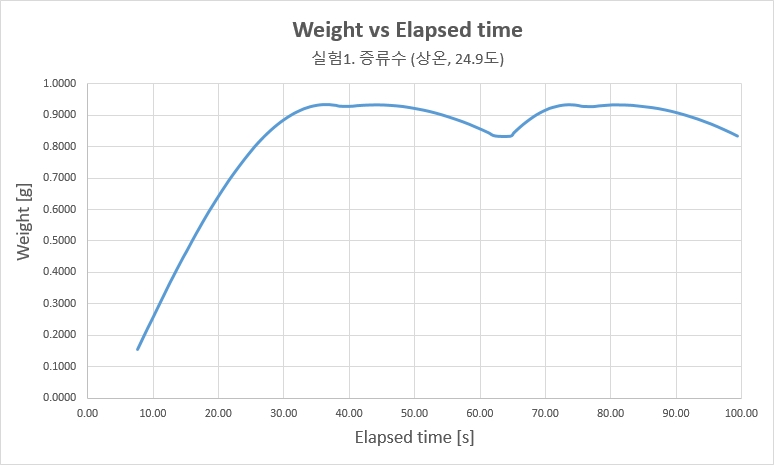 Weight vs Elapsed time
실험1. 증류수 (상온, 24.9도)
1.0000
0.9000
0.8000
0.7000
0.6000
0.5000
0.4000
0.3000
0.2000
0.1000
0.0000
Weight [g]
0.00 10.00 20.00 30.00 40.00 50.00 60.00 70.00 80.00 90.00 100.00
Elapsed time [s]